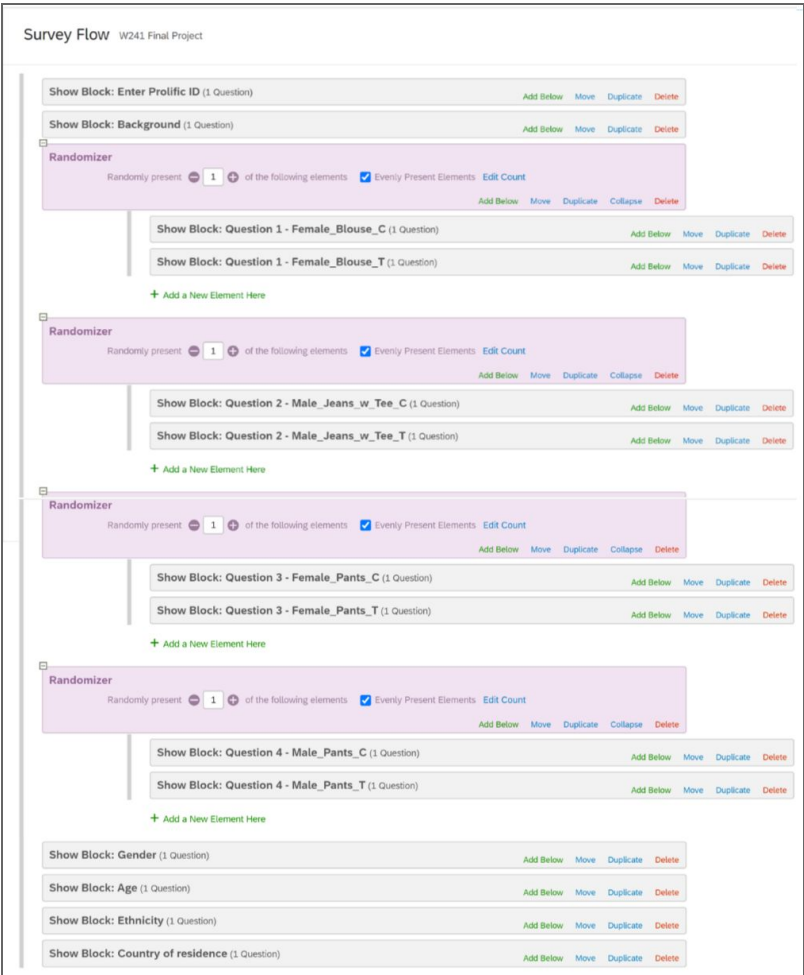 Survey Flow W241 Final Project
Show Block: Enter Prolific ID (1 Question) Add Below Move Duplicate Delete
Show Block: Background (1 Question) Add Below Move Duplicate Delete
Randomizer
Randomly present 1 of the following elements Evenly Present Elements Edit Count
Add Below Move Duplicate Collapse Delete
Show Block: Question 1 - Female_Blouse_C (1 Question) Add Below Move Duplicate Delete
Show Block: Question 1 - Female_Blouse_T (1 Question) Add Below Move Duplicate Delete
+ Add a New Element Here
Randomizer
Randomly present 1 of the following elements Evenly Present Elements Edit Count
Add Below Move Duplicate Collapse Delete
Show Block: Question 2 - Male_Jeans_w_Tee_C (1 Question) Add Below Move Duplicate Delete
Show Block: Question 2 - Male_Jeans_w_Tee_T (1 Question) Add Below Move Duplicate Delete
+ Add a New Element Here
Randomizer
Randomly present 1 of the following elements Evenly Present Elements Edit Count
Add Below Move Duplicate Collapse Delete
Show Block: Question 3 - Female_Pants_C (1 Question) Add Below Move Duplicate Delete
Show Block: Question 3 - Female_Pants_T (1 Question) Add Below Move Duplicate Delete
+ Add a New Element Here
Randomizer
Randomly present 1 of the following elements Evenly Present Elements Edit Count
Add Below Move Duplicate Collapse Delete
Show Block: Question 4 - Male_Pants_C (1 Question) Add Below Move Duplicate Delete
Show Block: Question 4 - Male_Pants_T (1 Question) Add Below Move Duplicate Delete
+ Add a New Element Here
Show Block: Gender (1 Question) Add Below Move Duplicate Delete
Show Block: Age (1 Question) Add Below Move Duplicate Delete
Show Block: Ethnicity (1 Question) Add Below Move Duplicate Delete
Show Block: Country of residence (1 Question) Add Below Move Duplicate Delete